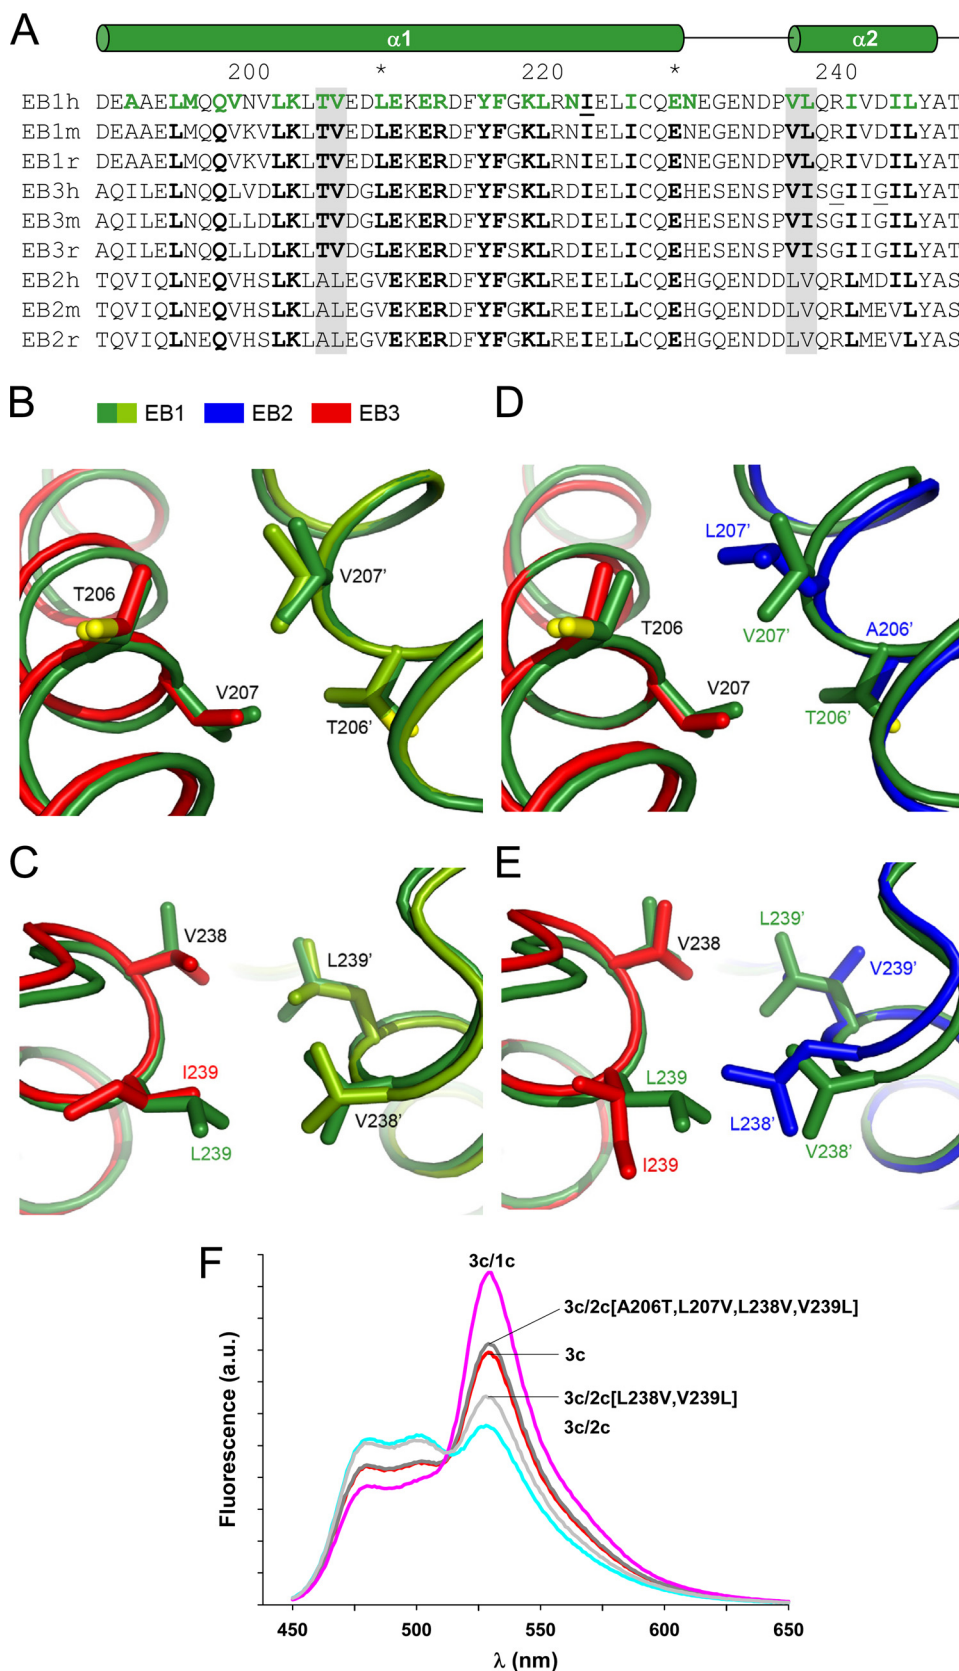 A
α1
α2
200
*
220
*
240
EB1h DEAAELMQQVNVLKLTVEDLEKERDFYFGKLRNIELICQENEGENDPVLQRIVDILYAT
EB1m DEAAELMQQVKVLKLTVEDLEKERDFYFGKLRNIELICQENEGENDPVLQRIVDILYAT
EB1r DEAAELMQQVKVLKLTVEDLEKERDFYFGKLRNIELICQENEGENDPVLQRIVDILYAT
EB3h AQILELNQQLVDLKLTVDGLEKERDFYFSKLRDIELICQEHESENSPVISGIIGILYAT
EB3m AQILELNQQLLDLKLTVDGLEKERDFYFSKLRDIELICQEHESENSPVISGIIGILYAT
EB3r AQILELNQQLLDLKLTVDGLEKERDFYFSKLRDIELICQEHESENSPVISGIIGILYAT
EB2h TQVIQLNEQVHSLKLALEGVEKERDFYFGKLREIELLCQEHGQENDDLVQRLMDILYAS
EB2m TQVIQLNEQVHSLKLALEGVEKERDFYFGKLREIELLCQEHGQENDDLVQRLMEVLYAS
EB2r TQVIQLNEQVHSLKLALEGVEKERDFYFGKLREIELLCQEHGQENDDLVQRLMEVLYAS
B
EB1
EB2
EB3
D
T206
V207’
V207
T206’
L207’
V207’
A206’
T206
V207
T206’
C
V238
L239’
I239
L239
V238’
E
V238
L239’
V239’
L239
L238’
V238’
I239
F
3c/1c
3c/2c[A206T,L207V,L238V,V239L]
3c
3c/2c[L238V,V239L]
3c/2c
Fluorescence (a.u.)
450
500
550
600
650
λ (nm)